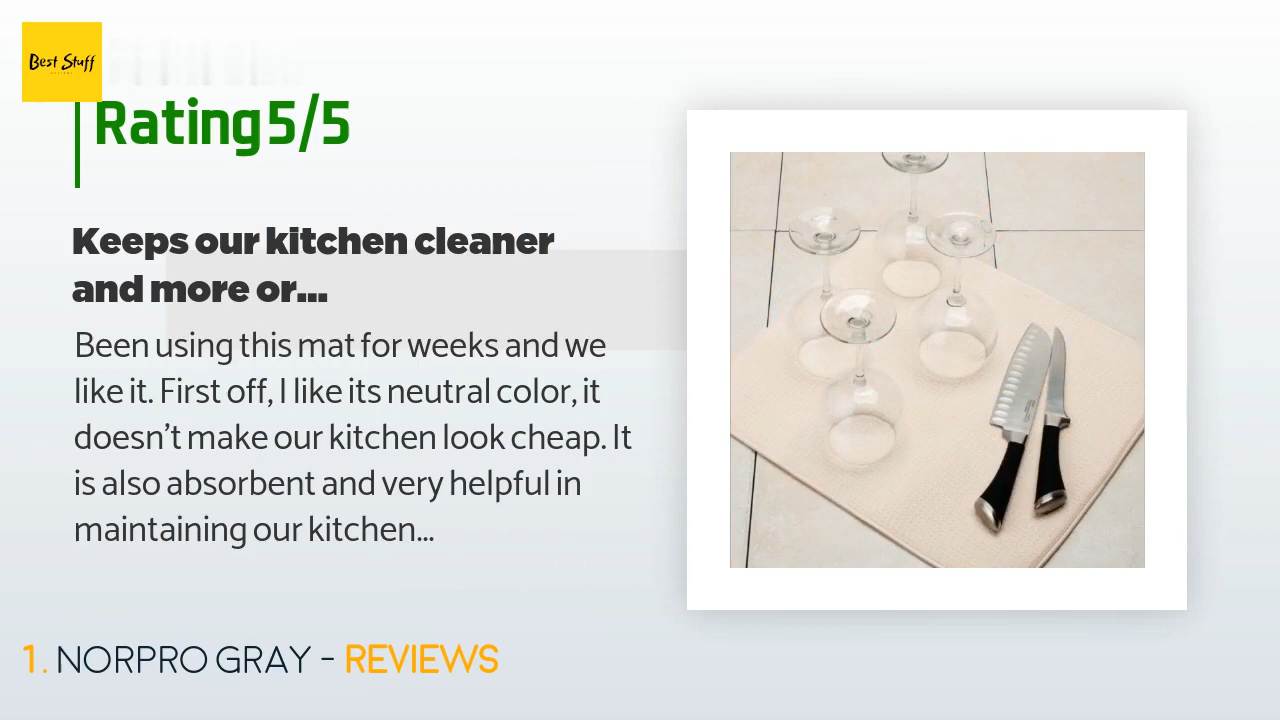 Best Stuff
Rating 5/5
Keeps our kitchen cleaner
and more or...
Been using this mat for weeks and we
like it. First off, I like its neutral color, it
doesn't make our kitchen look cheap. It
is also absorbent and very helpful in
maintaining our kitchen...
1. NORPRO GRAY - REVIEWS